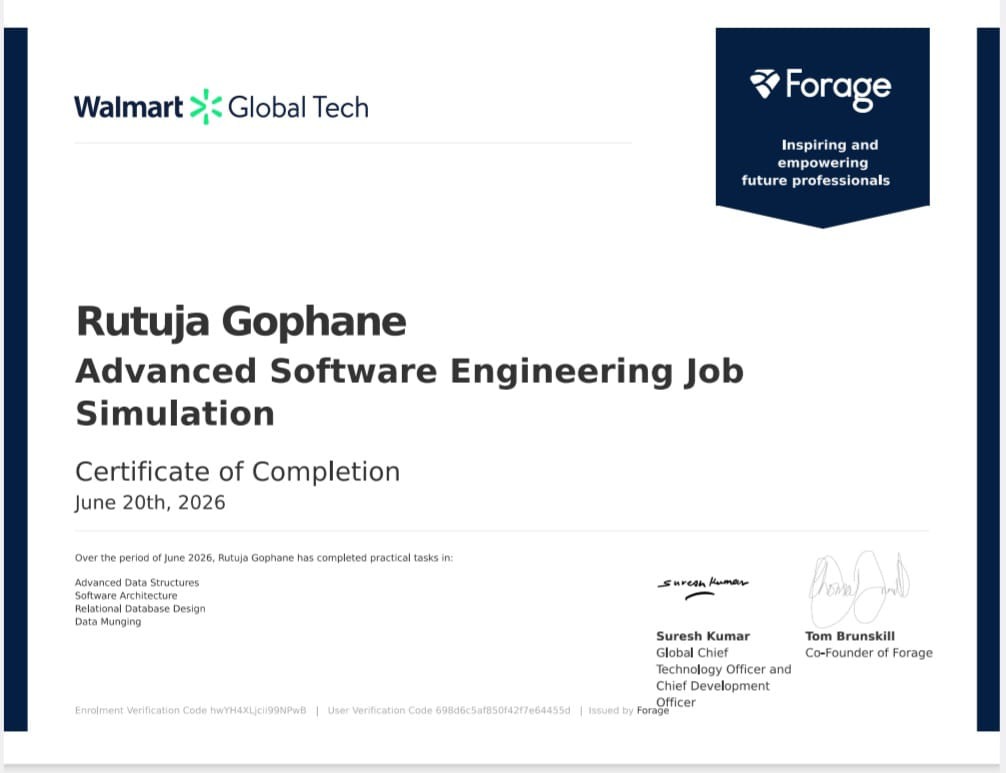 Walmart Global Tech
Forage
Inspiring and
empowering
future professionals
Rutuja Gophane
Advanced Software Engineering Job
Simulation
Certificate of Completion
June 20th, 2026
Over the period of June 2026, Rutuja Gophane has completed practical tasks in:
Advanced Data Structures
Software Architecture
Relational Database Design
Data Munging
Suresh Kumar
Suresh Kumar
Global Chief
Technology Officer and
Chief Development
Officer
Tom Brunskill
Co-Founder of Forage
Enrolment Verification Code hwYH4XLjcii99NPwB | User Verification Code 698d6c5af850f42f7e64455d | Issued by Forage